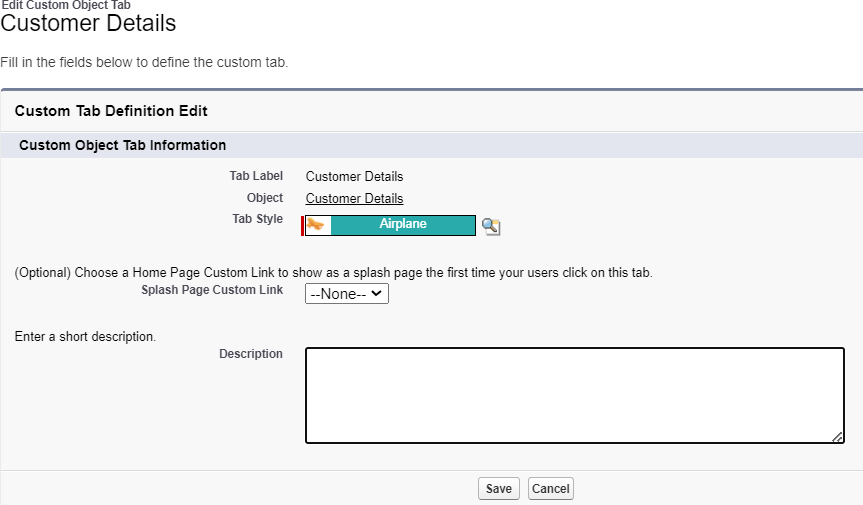 Edit Custom Object Tab
Customer Details
Fill in the fields below to define the custom tab.
Custom Tab Definition Edit
Custom Object Tab Information
Tab Label Customer Details
Object Customer Details
Tab Style Airplane
(Optional) Choose a Home Page Custom Link to show as a splash page the first time your users click on this tab.
Splash Page Custom Link --None--
Enter a short description.
Description
Save Cancel